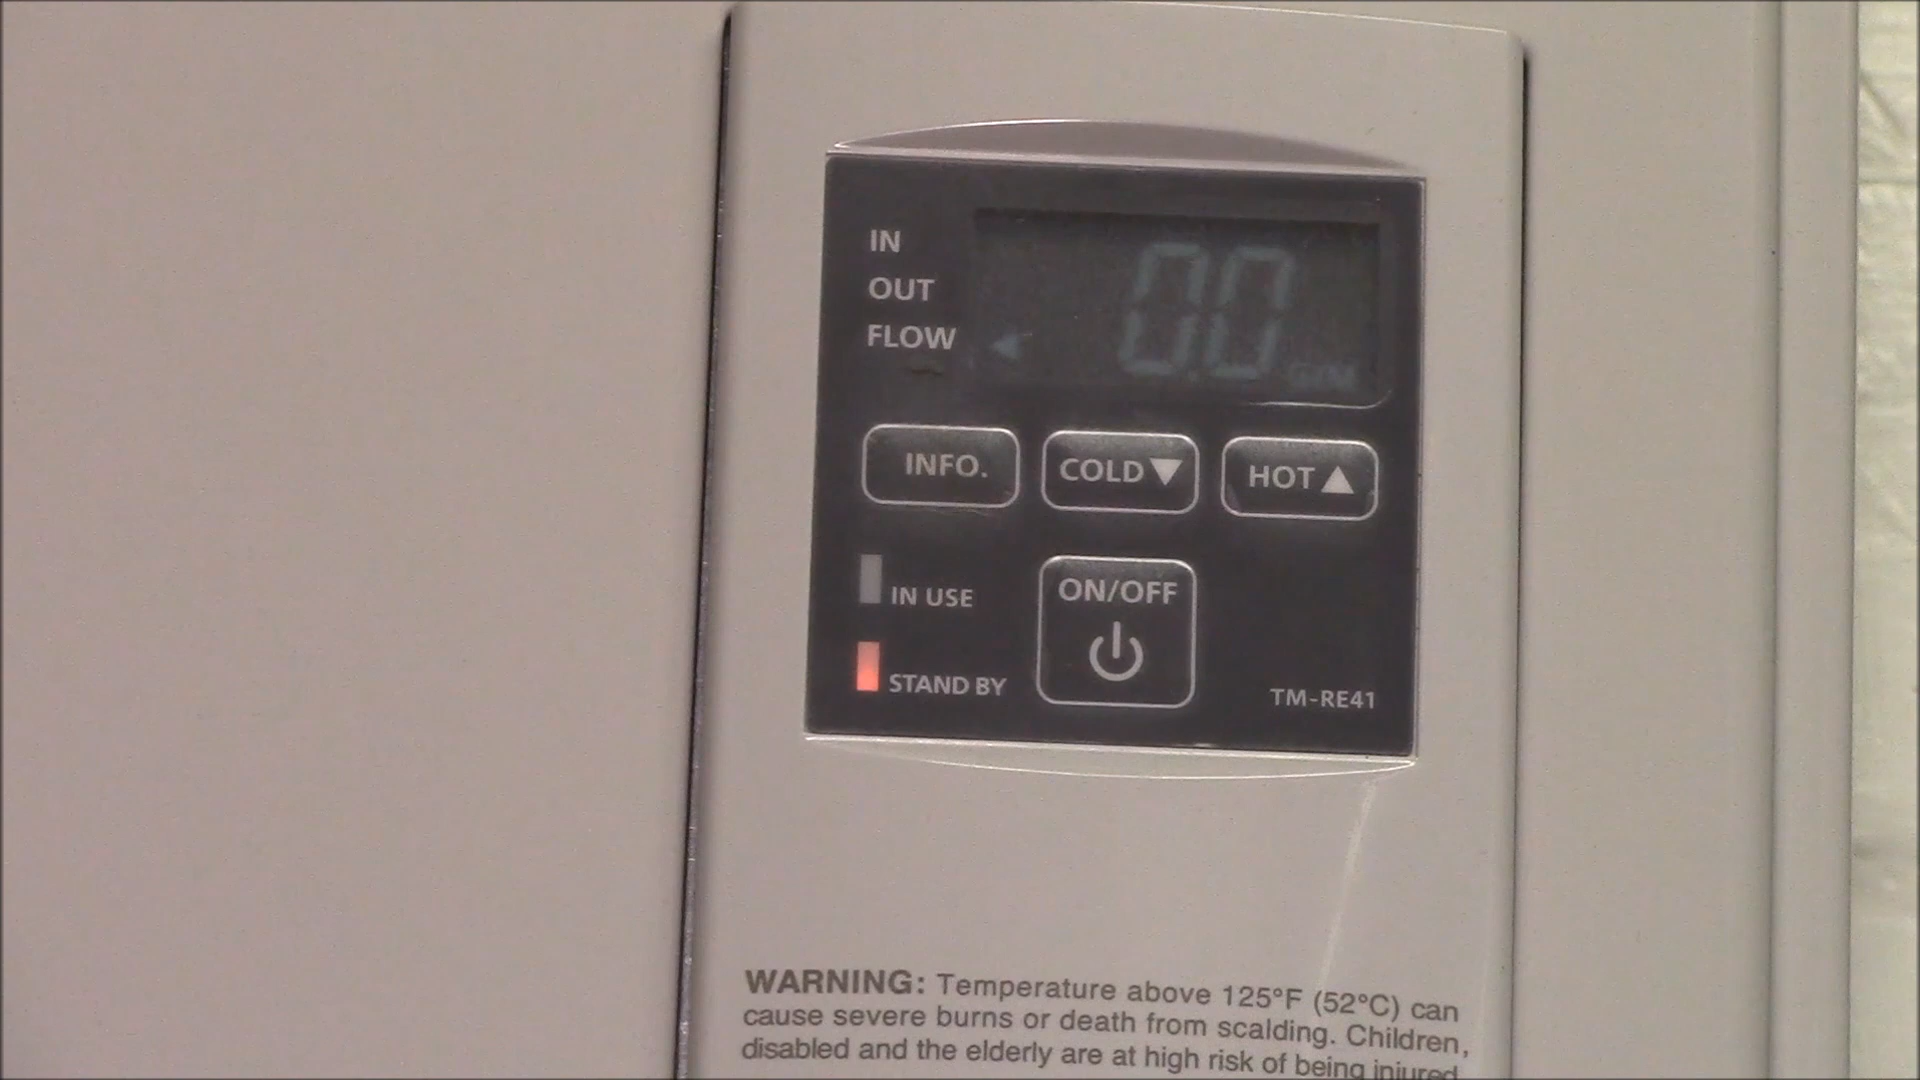 IN
OUT
FLOW
0.0 GPM
INFO.
COLD▼
HOT▲
IN USE
ON/OFF
STAND BY
TM-RE41
WARNING: Temperature above 125°F (52°C) can
cause severe burns or death from scalding. Children,
disabled and the elderly are at high risk of being injured